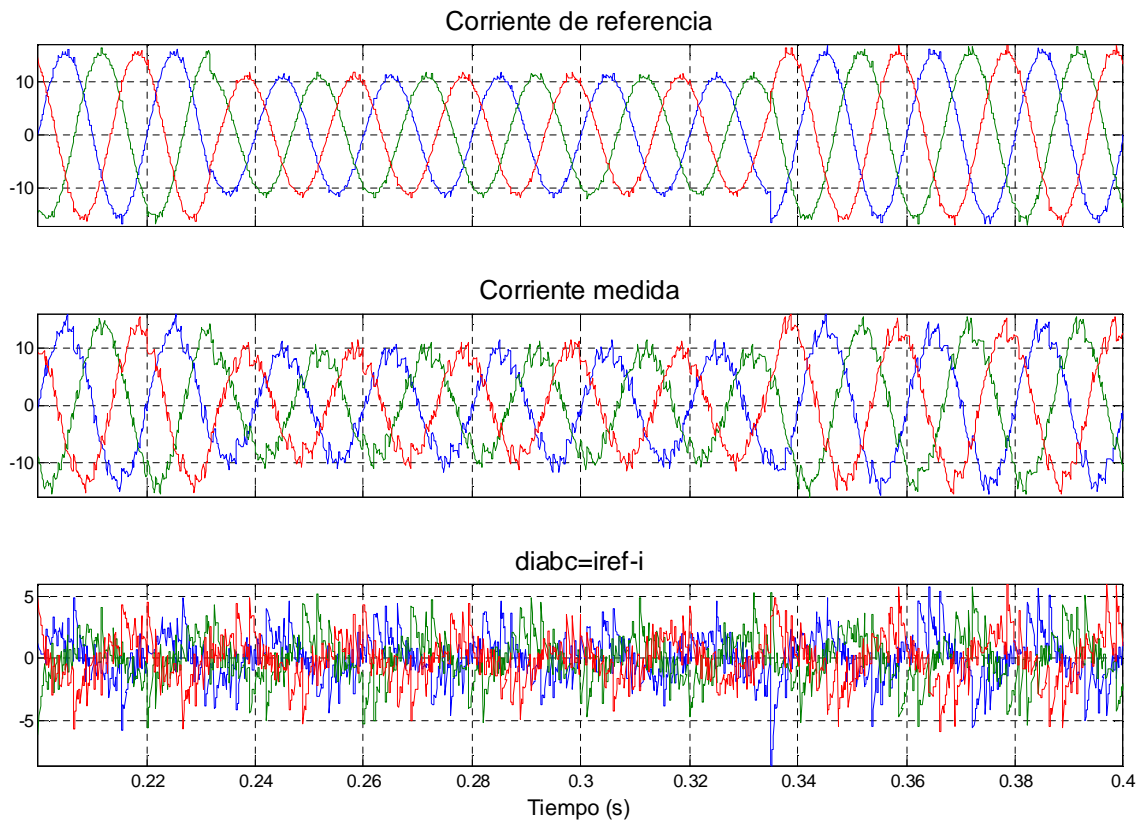 Corriente de referencia
10
0
-10
Corriente medida
10
0
-10
diabc=iref-i
5
0
-5
0.22 0.24 0.26 0.28 0.3 0.32 0.34 0.36 0.38 0.4
Tiempo (s)